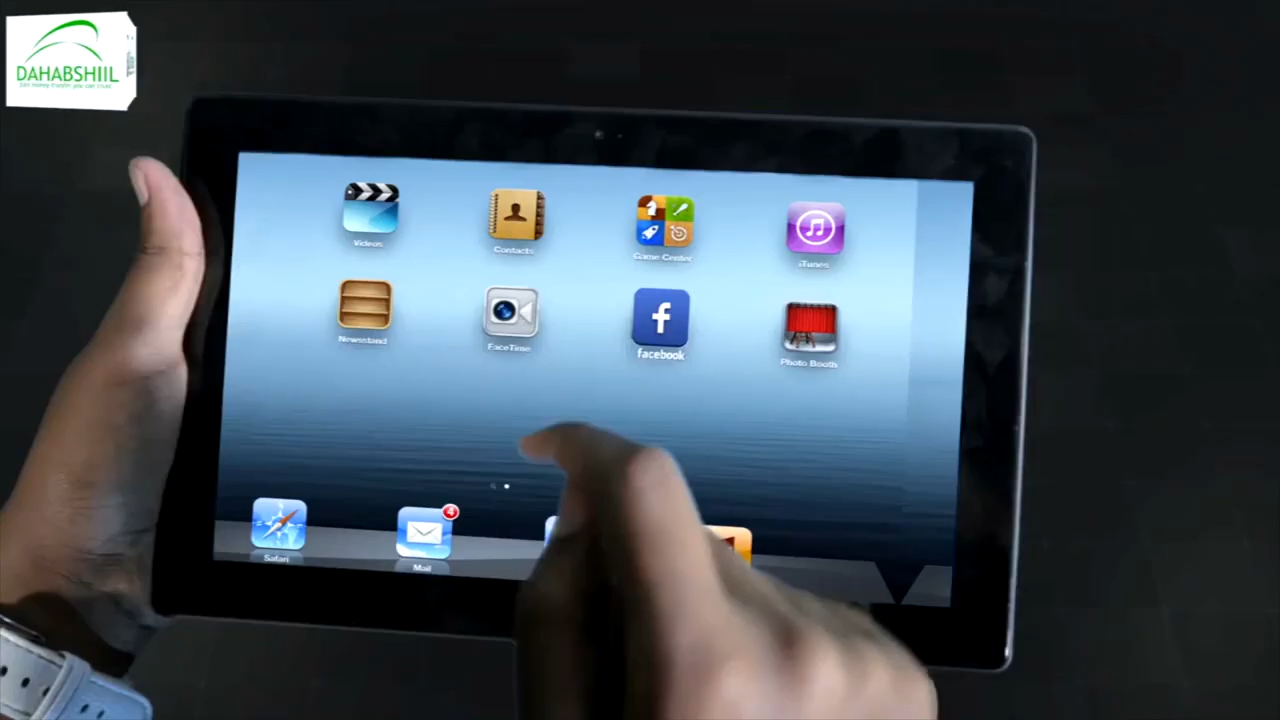 DAHABSHIIL
Videos
Contacts
Game Center
iTunes
Newsstand
FaceTime
facebook
Photo Booth
4
Safari
Mail